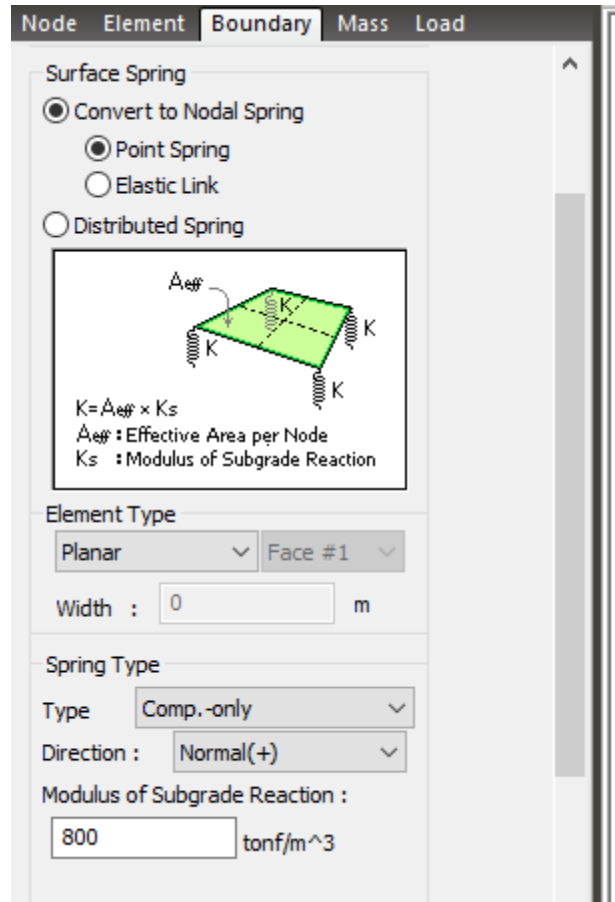 Node Element Boundary Mass Load
Surface Spring
Convert to Nodal Spring
Point Spring
Elastic Link
Distributed Spring
Aeff
K
K
K
K
K=Aeff × Ks
Aeff : Effective Area per Node
Ks : Modulus of Subgrade Reaction
Element Type
Planar Face #1
Width : 0 m
Spring Type
Type Comp.-only
Direction : Normal(+)
Modulus of Subgrade Reaction :
800 tonf/m^3